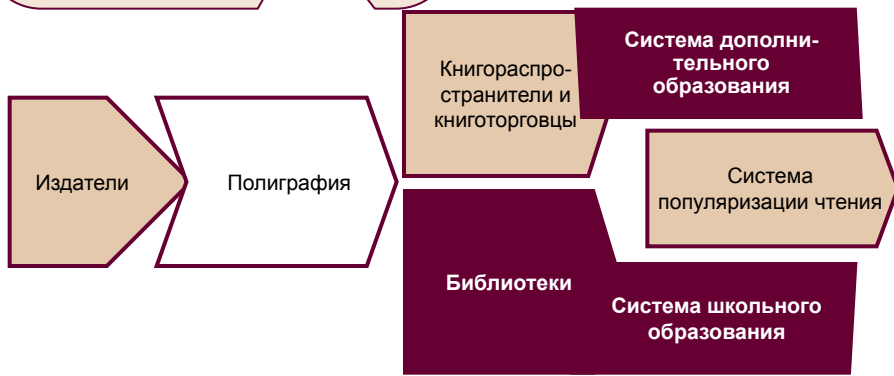 Издатели
Полиграфия
Книгораспро-
странители и
книготорговцы
Система дополни-
тельного
образования
Система
популяризации чтения
Библиотеки
Система школьного
образования